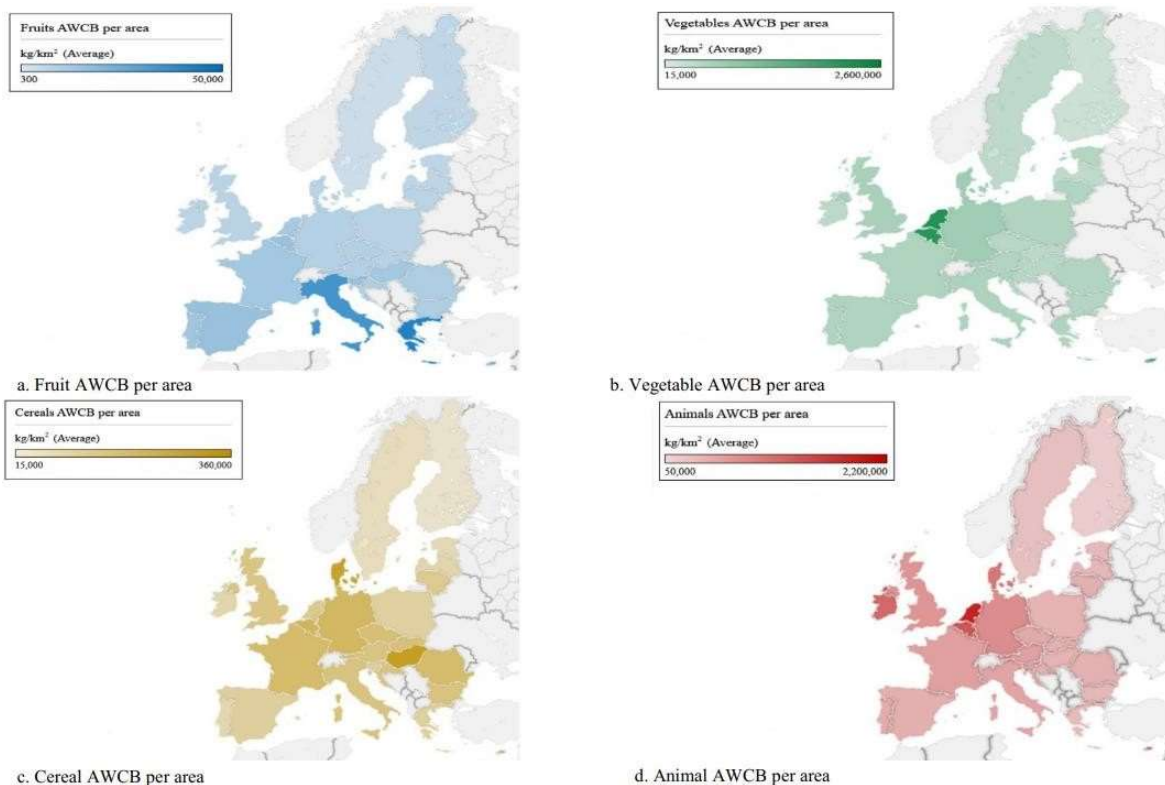 Fruits AWCB per area
kg/km² (Average)
300 50,000
a. Fruit AWCB per area
Vegetables AWCB per area
kg/km² (Average)
15,000 2,600,000
b. Vegetable AWCB per area
Cereals AWCB per area
kg/km² (Average)
15,000 360,000
c. Cereal AWCB per area
Animals AWCB per area
kg/km² (Average)
50,000 2,200,000
d. Animal AWCB per area